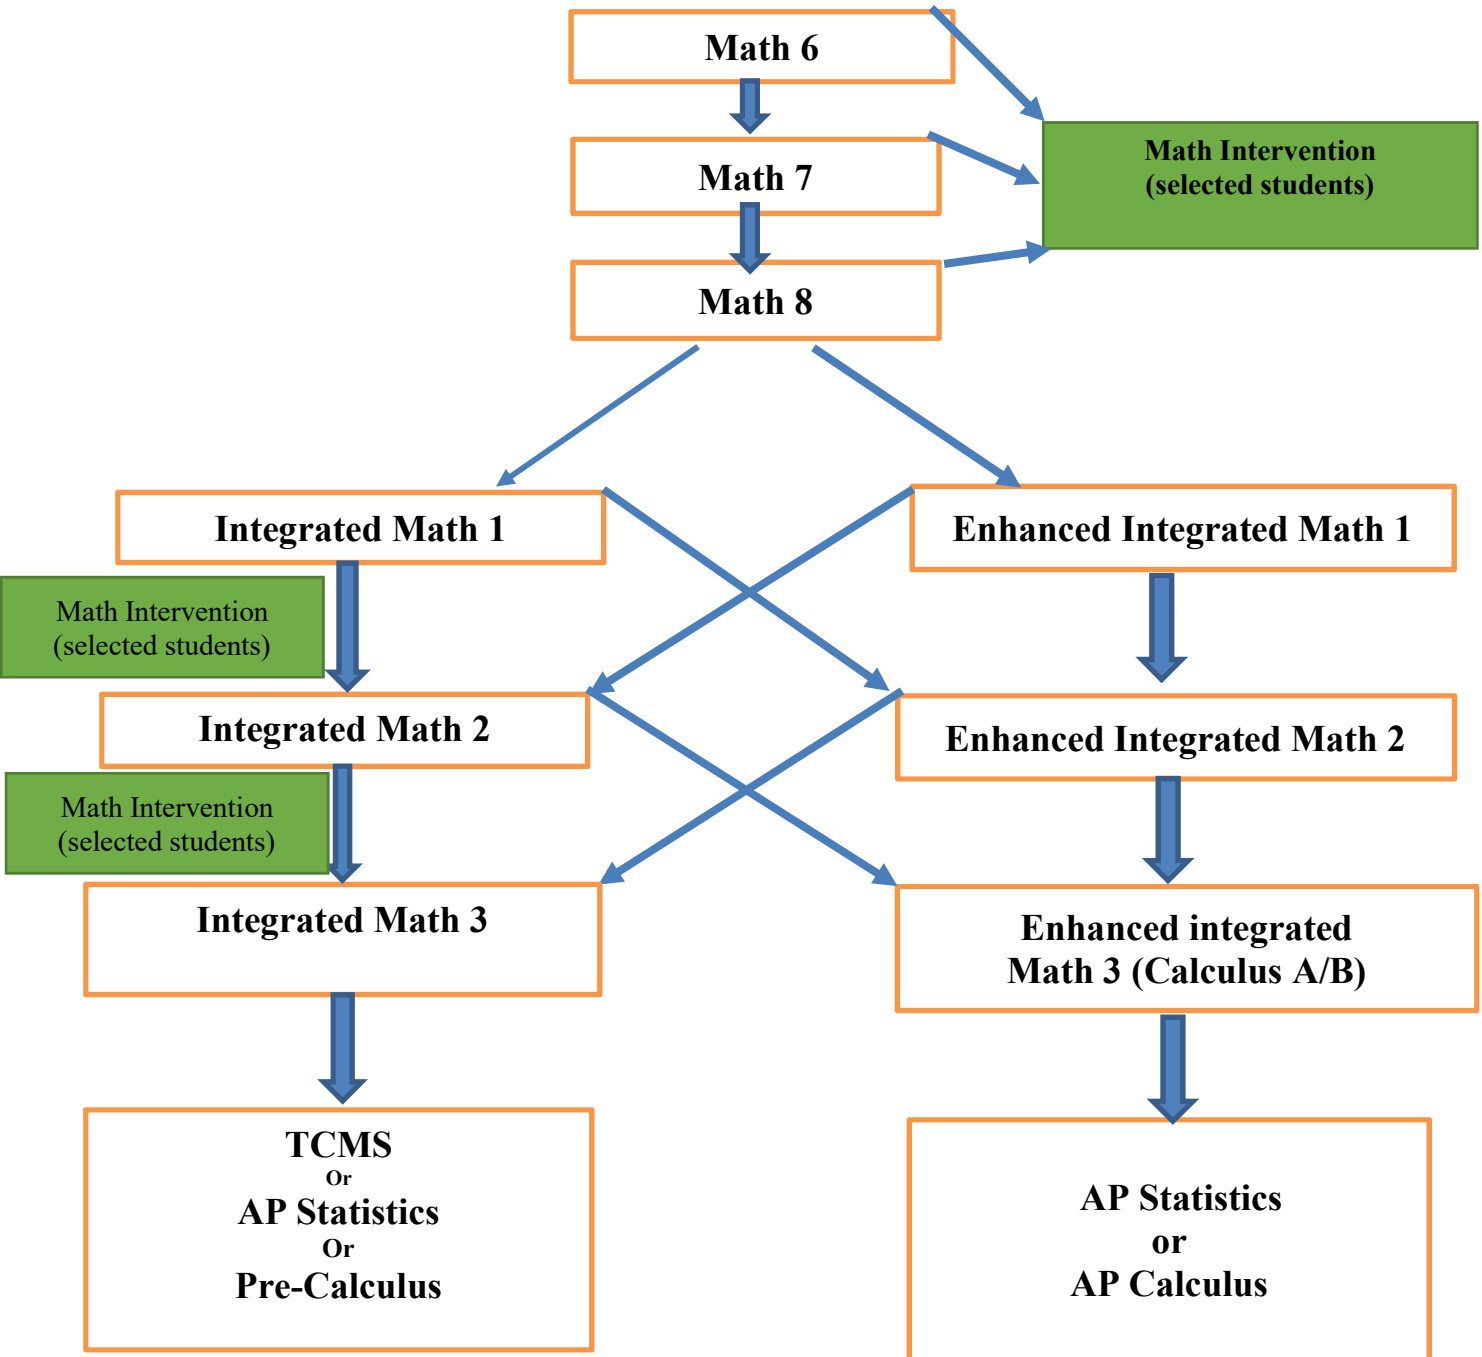 Math 6
Math Intervention
(selected students)
Math 7
Math 8
Integrated Math 1
Enhanced Integrated Math 1
Math Intervention
(selected students)
Integrated Math 2
Enhanced Integrated Math 2
Math Intervention
(selected students)
Integrated Math 3
Enhanced integrated
Math 3 (Calculus A/B)
TCMS
Or
AP Statistics
Or
Pre-Calculus
AP Statistics
or
AP Calculus